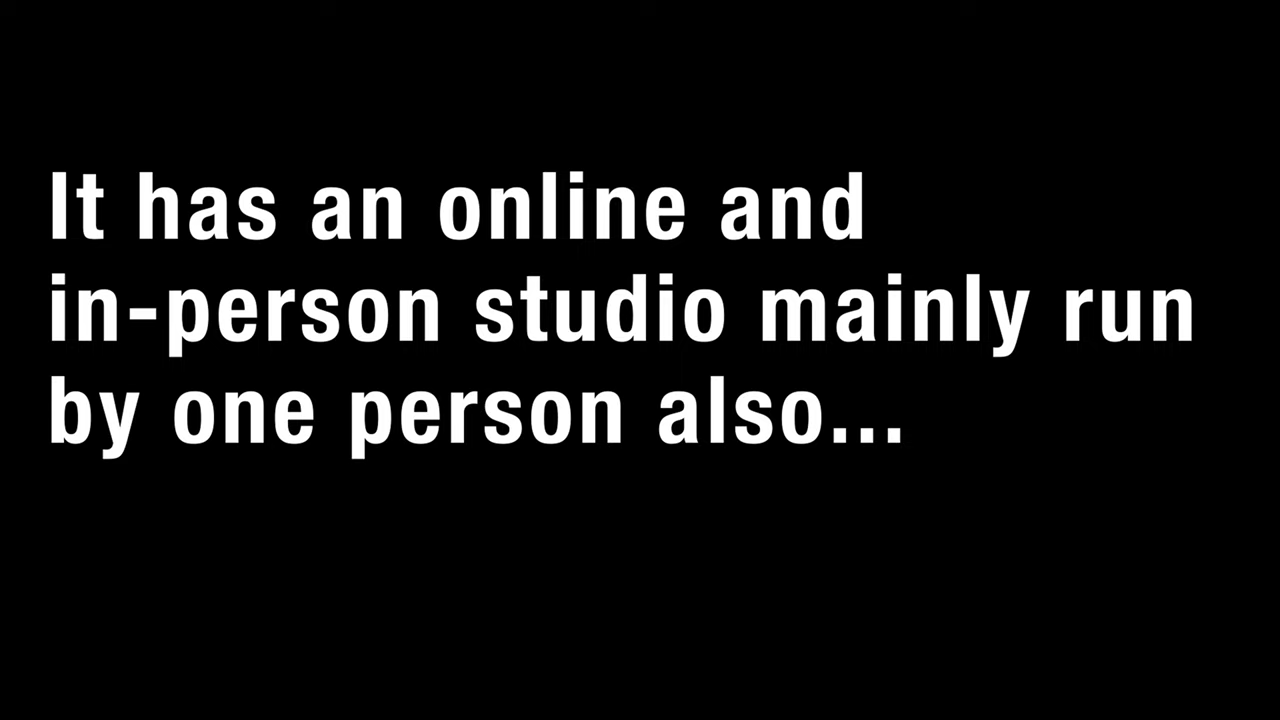 It has an online and
in-person studio mainly run
by one person also...